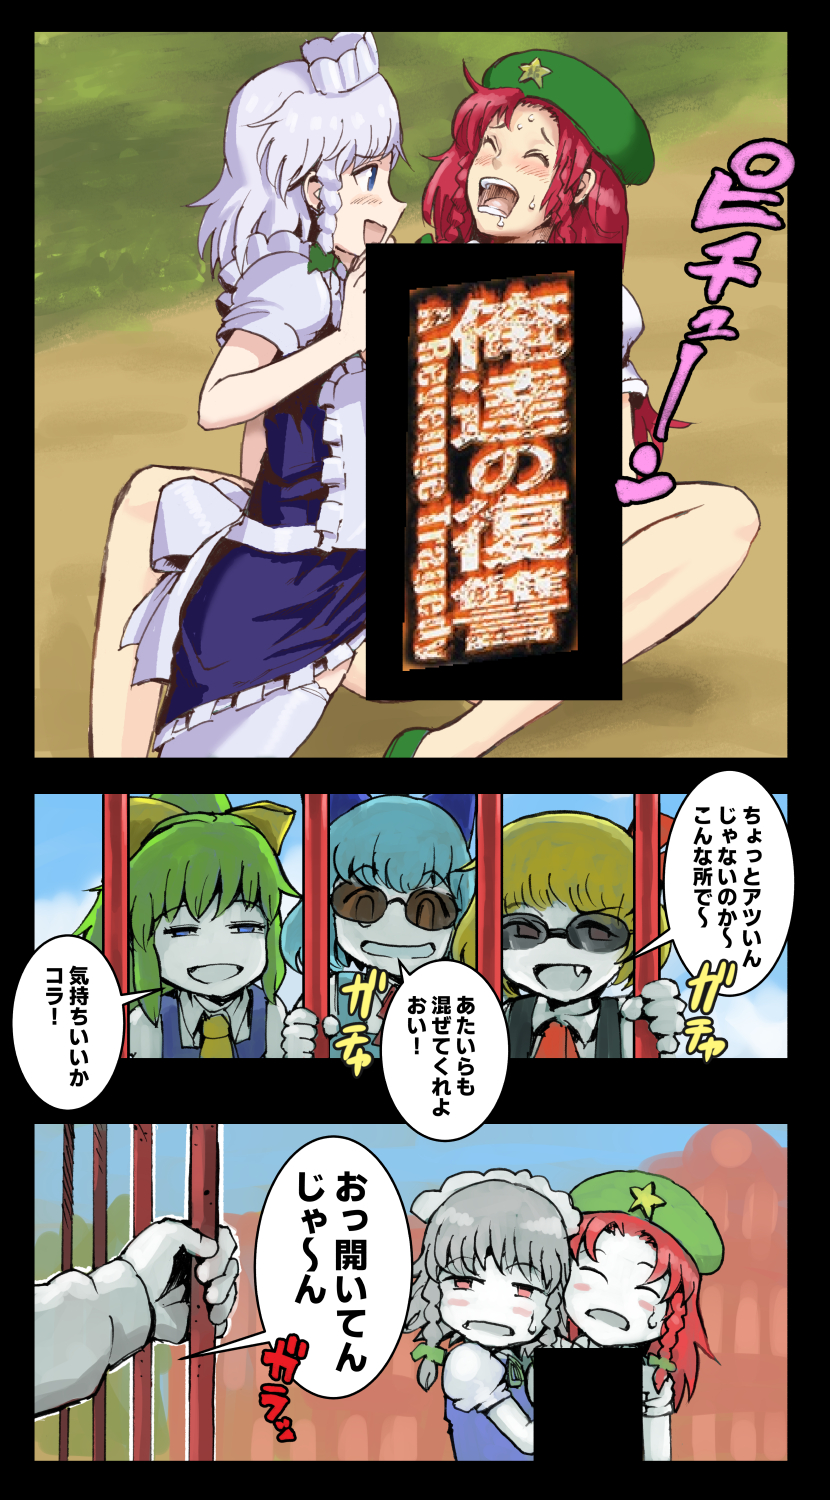 ピチューン
俺達の復讐
A Revenge Tragedy
ちょっとアツいん
じゃないのか～
こんな所で～
ガチャ
あたいらも
混ぜてくれよ
おい！
ガチャ
気持ちいいか
コラ！
おっ開いてん
じゃ～ん
ガラッ